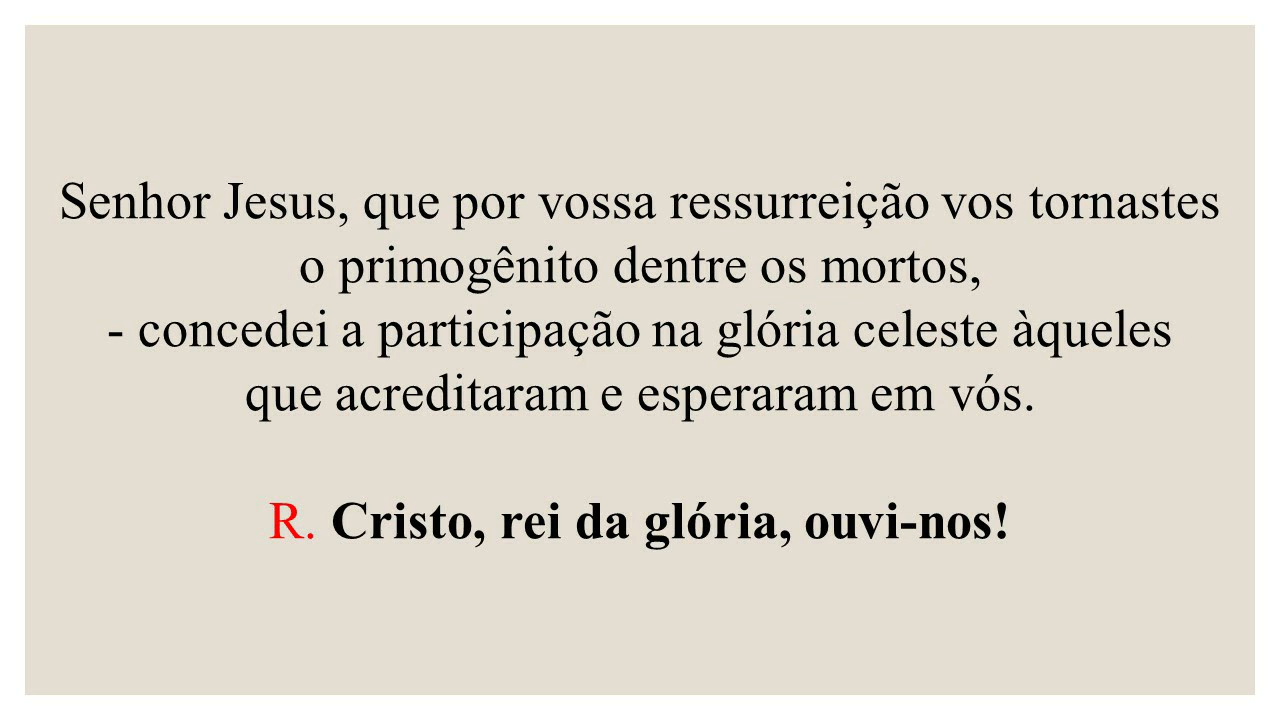 Senhor Jesus, que por vossa ressurreição vos tornastes
o primogênito dentre os mortos,
- concedei a participação na glória celeste àqueles
que acreditaram e esperaram em vós.
R. Cristo, rei da glória, ouvi-nos!